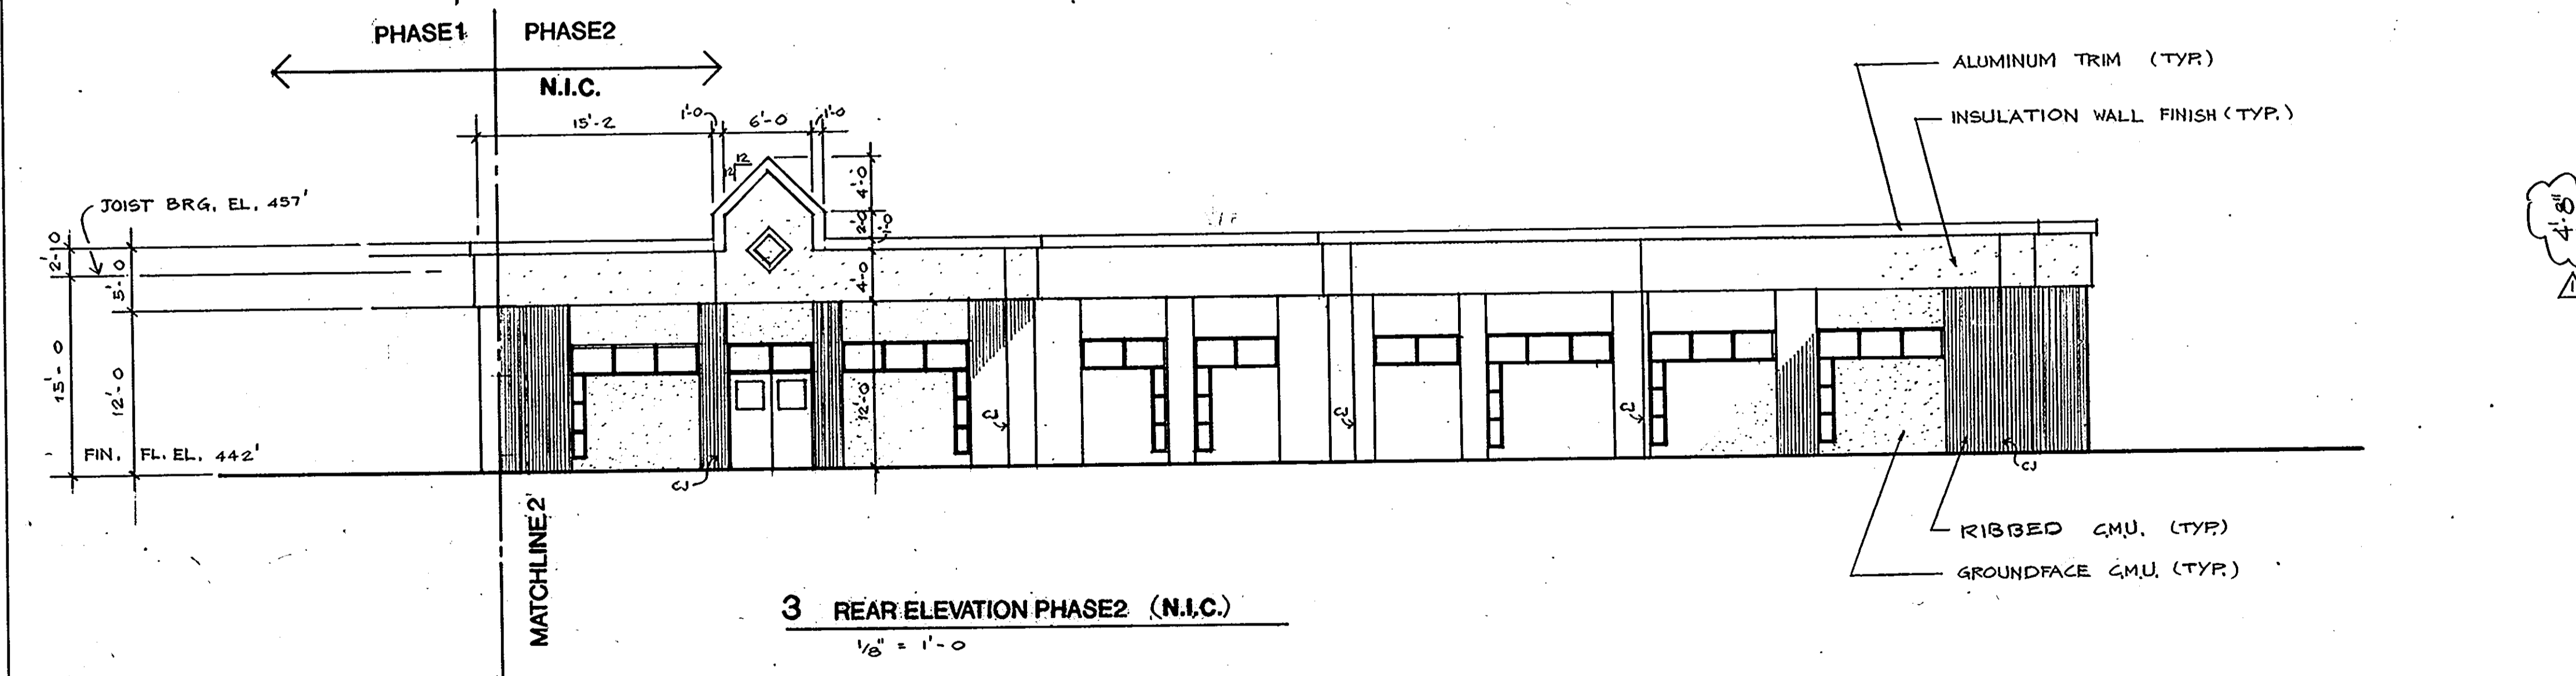 PHASE1 PHASE2
N.I.C.
ALUMINUM TRIM (TYP.)
INSULATION WALL FINISH (TYP.)
15'-2 1'-0 6'-0 1'-0
12
12
4'-0
2'-0
1'-0
4'-0
12'-0
JOIST BRG. EL. 457'
2'-0
5'-0
15'-0
12'-0
FIN. FL. EL. 442'
4'-8"
1
CJ
CJ
CJ
CJ
CJ
MATCHLINE2
RIBBED C.M.U. (TYP.)
GROUNDFACE C.M.U. (TYP.)
3 REAR ELEVATION PHASE2 (N.I.C.)
1/8" = 1'-0